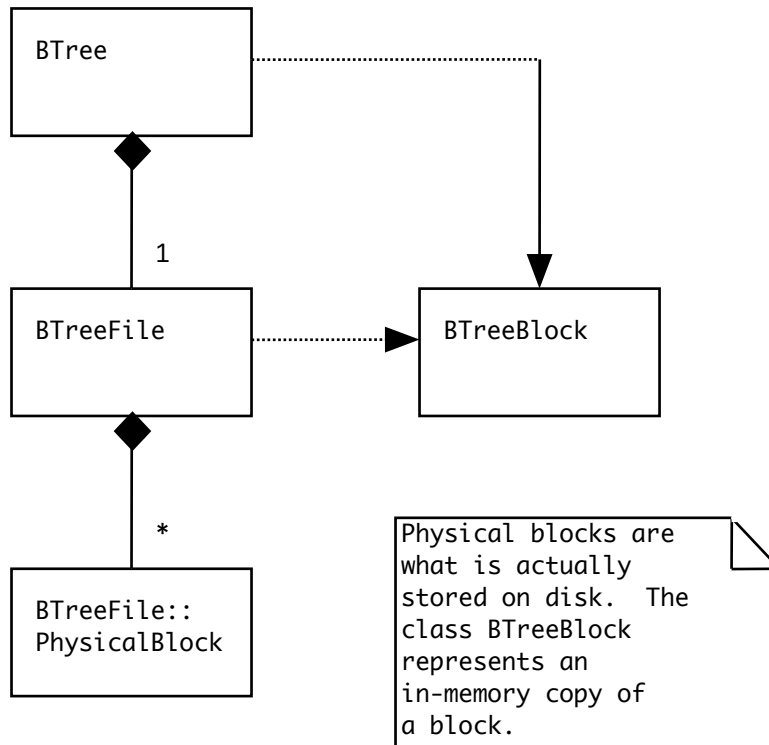 BTree
1
BTreeFile
BTreeBlock
*
BTreeFile::
PhysicalBlock
Physical blocks are
what is actually
stored on disk.  The
class BTreeBlock
represents an
in-memory copy of
a block.